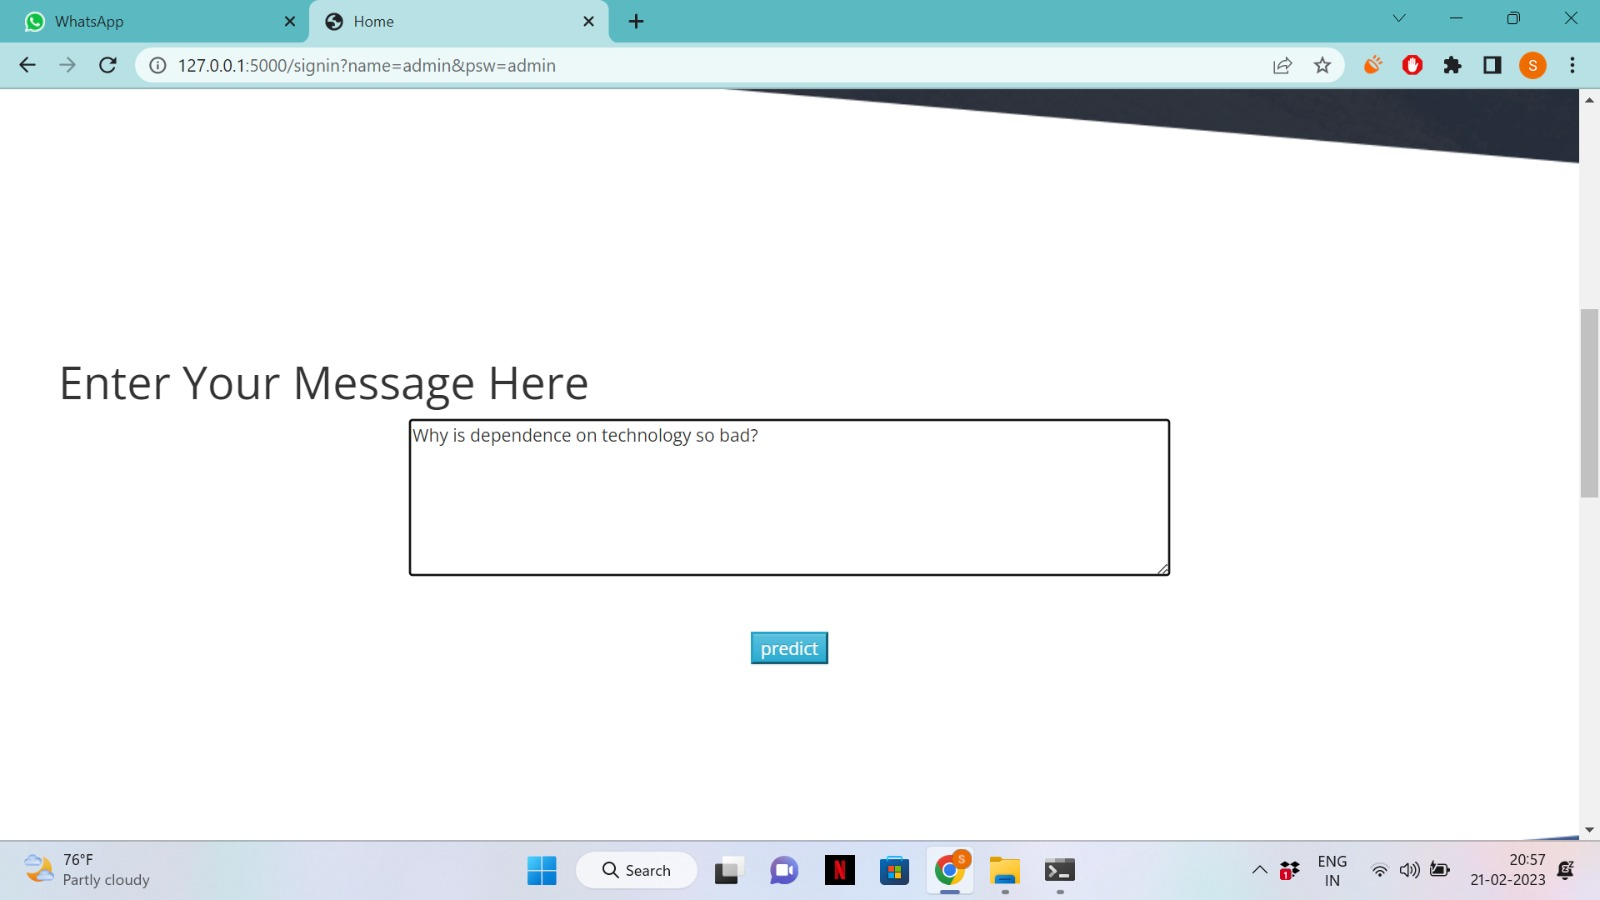 WhatsApp
Home
127.0.0.1:5000/signin?name=admin&psw=admin
S
Enter Your Message Here
Why is dependence on technology so bad?
predict
76°F
Partly cloudy
Search
N
S
1
ENG
IN
20:57
21-02-2023